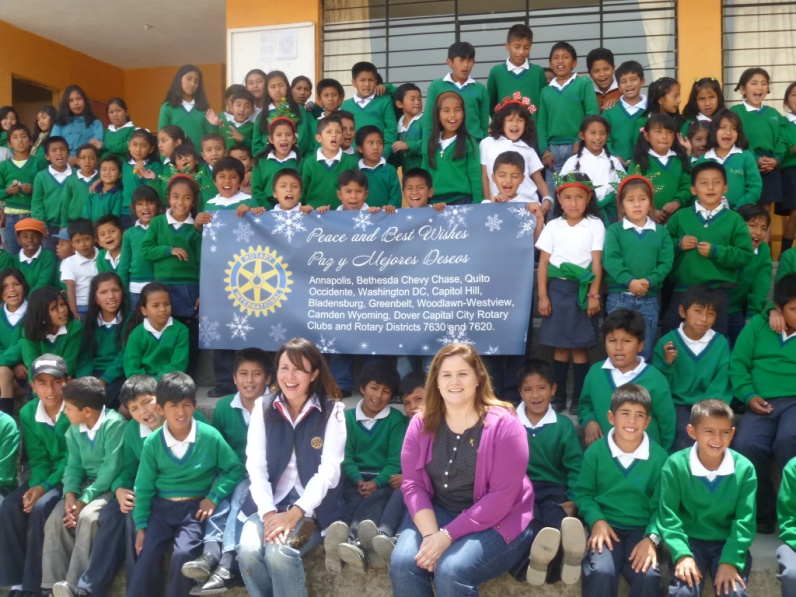 ROTARY
INTERNATIONAL
Peace and Best Wishes
Paz y Mejores Deseos
Annapolis, Bethesda Chevy Chase, Quito
Occidente, Washington DC, Capitol Hill,
Bladensburg, Greenbelt, Woodlawn-Westview,
Camden Wyoming, Dover Capital City Rotary
Clubs and Rotary Districts 7630 and 7620.